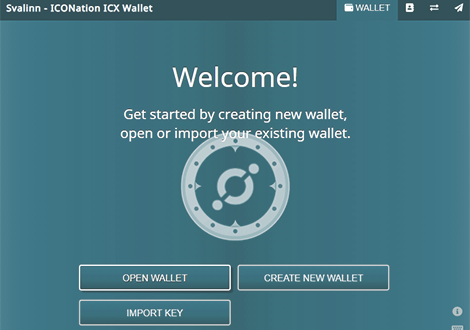 Svalinn - ICONation ICX Wallet
WALLET
Welcome!
Get started by creating new wallet,
open or import your existing wallet.
OPEN WALLET
CREATE NEW WALLET
IMPORT KEY